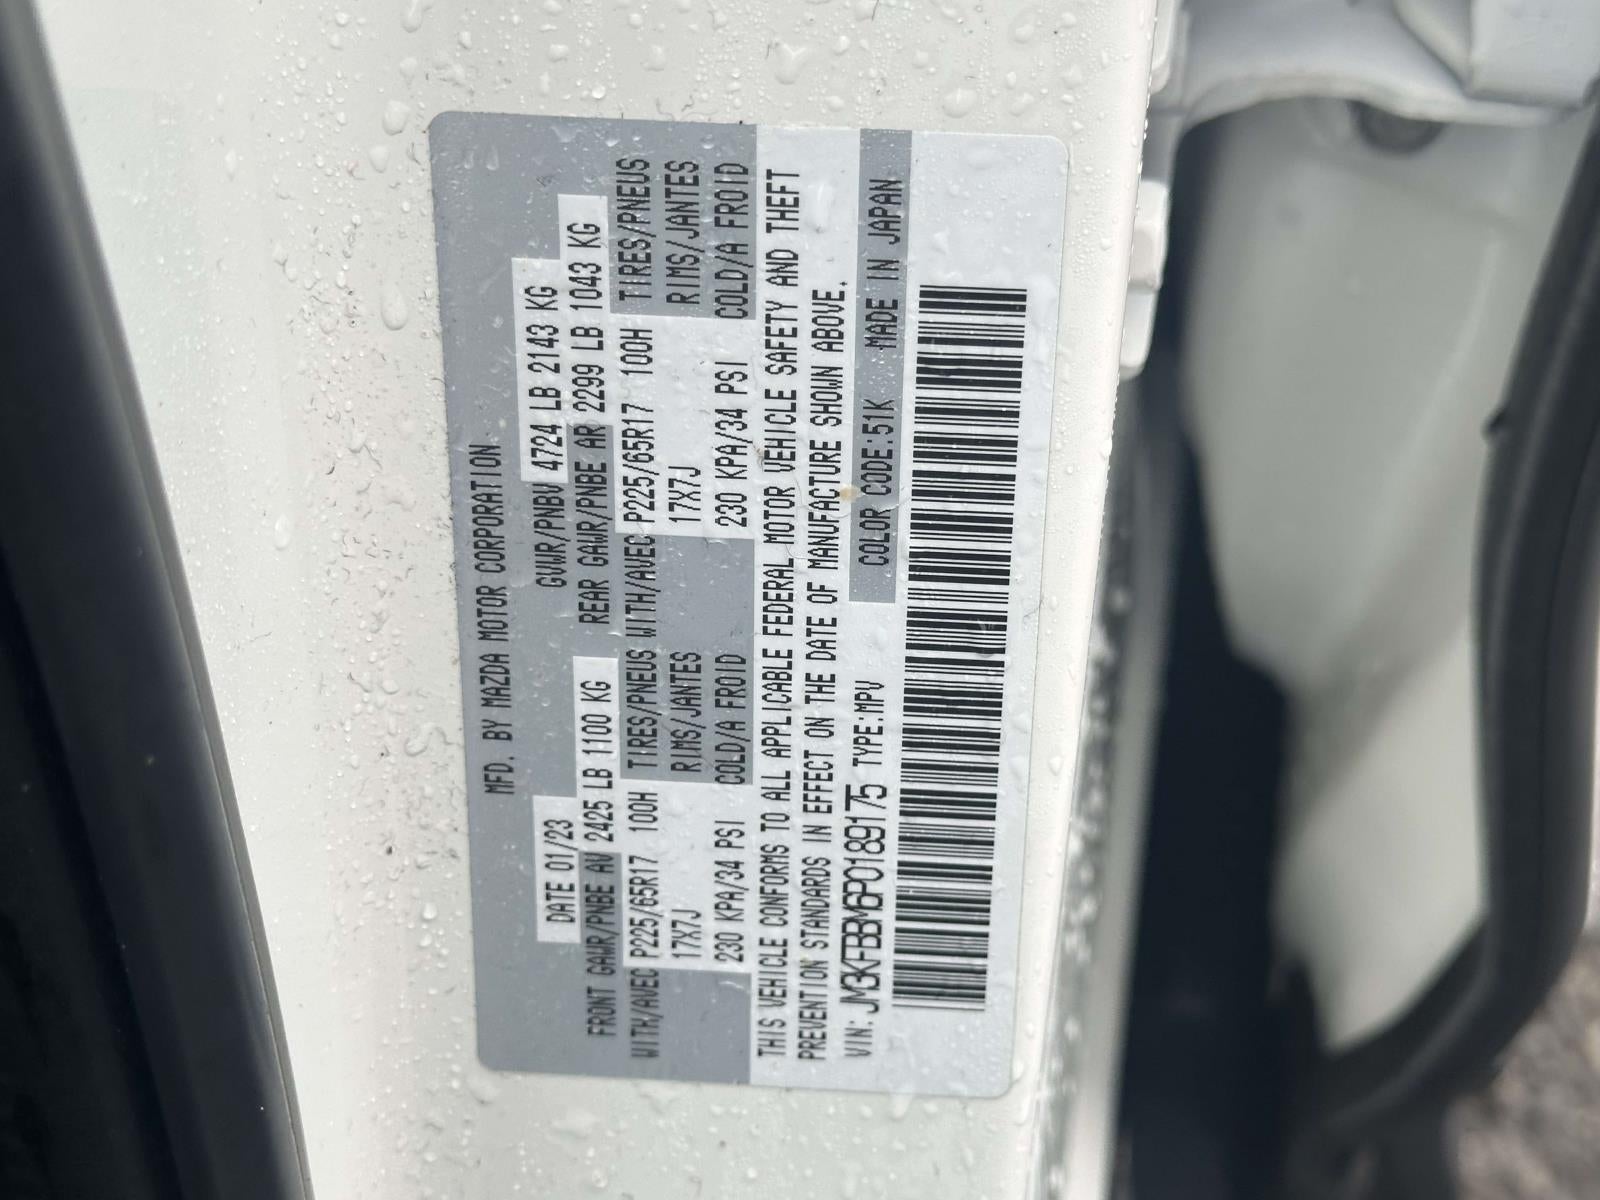 MFD. BY MAZDA MOTOR CORPORATION
DATE 01/23 GVWR/PNBV 4724 LB 2143 KG
FRONT GAWR/PNBE AV 2425 LB 1100 KG REAR GAWR/PNBE AR 2299 LB 1043 KG
WITH/AVEC P225/65R17 100H TIRES/PNEUS WITH/AVEC P225/65R17 100H TIRES/PNEUS
17X7J RIMS/JANTES 17X7J RIMS/JANTES
230 KPA/34 PSI COLD/A FROID 230 KPA/34 PSI COLD/A FROID
THIS VEHICLE CONFORMS TO ALL APPLICABLE FEDERAL MOTOR VEHICLE SAFETY AND THEFT
PREVENTION STANDARDS IN EFFECT ON THE DATE OF MANUFACTURE SHOWN ABOVE.
VIN: JM3KFBBM6P0189175 TYPE:MPV COLOR CODE:51K MADE IN JAPAN